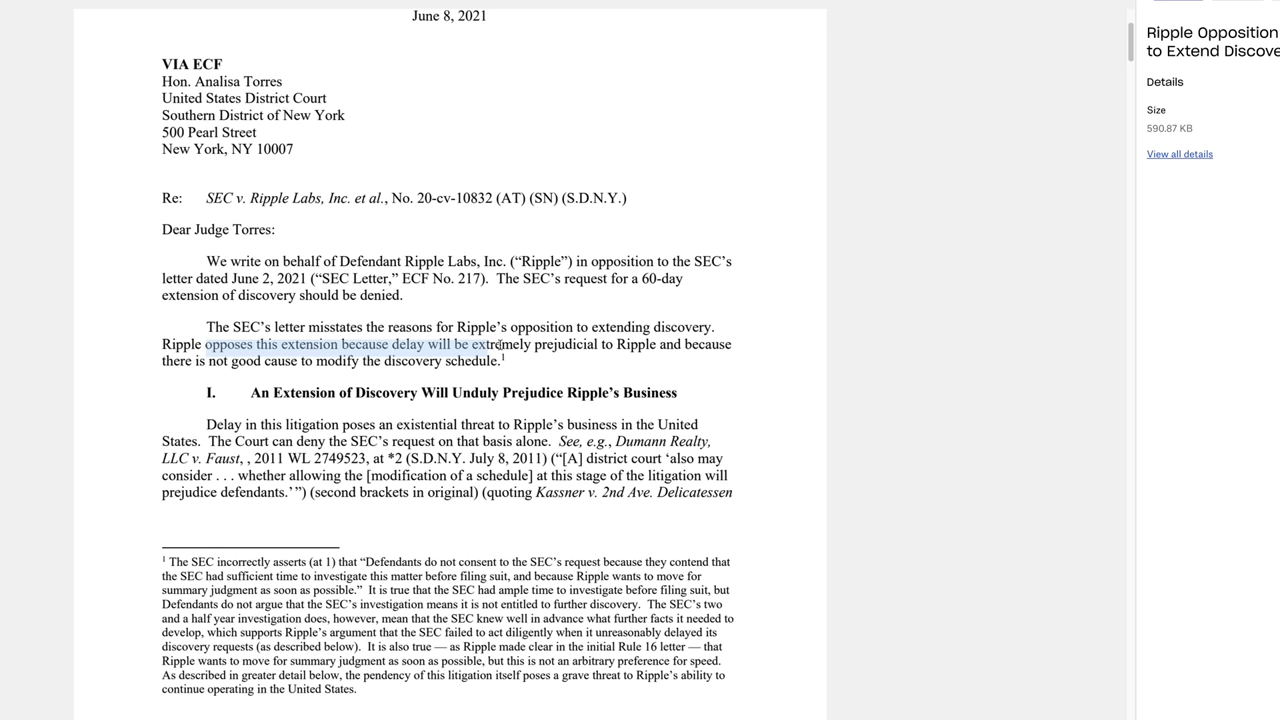 June 8, 2021
VIA ECF
Hon. Analisa Torres
United States District Court
Southern District of New York
500 Pearl Street
New York, NY 10007
Re: SEC v. Ripple Labs, Inc. et al., No. 20-cv-10832 (AT) (SN) (S.D.N.Y.)
Dear Judge Torres:
We write on behalf of Defendant Ripple Labs, Inc. (“Ripple”) in opposition to the SEC’s
letter dated June 2, 2021 (“SEC Letter,” ECF No. 217). The SEC’s request for a 60-day
extension of discovery should be denied.
The SEC’s letter misstates the reasons for Ripple’s opposition to extending discovery.
Ripple opposes this extension because delay will be extremely prejudicial to Ripple and because
there is not good cause to modify the discovery schedule.1
I. An Extension of Discovery Will Unduly Prejudice Ripple’s Business
Delay in this litigation poses an existential threat to Ripple’s business in the United
States. The Court can deny the SEC’s request on that basis alone. See, e.g., Dumann Realty,
LLC v. Faust, , 2011 WL 2749523, at *2 (S.D.N.Y. July 8, 2011) (“[A] district court ‘also may
consider . . . whether allowing the [modification of a schedule] at this stage of the litigation will
prejudice defendants.’”) (second brackets in original) (quoting Kassner v. 2nd Ave. Delicatessen
1 The SEC incorrectly asserts (at 1) that “Defendants do not consent to the SEC’s request because they contend that
the SEC had sufficient time to investigate this matter before filing suit, and because Ripple wants to move for
summary judgment as soon as possible.” It is true that the SEC had ample time to investigate before filing suit, but
Defendants do not argue that the SEC’s investigation means it is not entitled to further discovery. The SEC’s two
and a half year investigation does, however, mean that the SEC knew well in advance what further facts it needed to
develop, which supports Ripple’s argument that the SEC failed to act diligently when it unreasonably delayed its
discovery requests (as described below). It is also true — as Ripple made clear in the initial Rule 16 letter — that
Ripple wants to move for summary judgment as soon as possible, but this is not an arbitrary preference for speed.
As described in greater detail below, the pendency of this litigation itself poses a grave threat to Ripple’s ability to
continue operating in the United States.
Ripple Opposition
to Extend Discove
Details
Size
590.87 KB
View all details